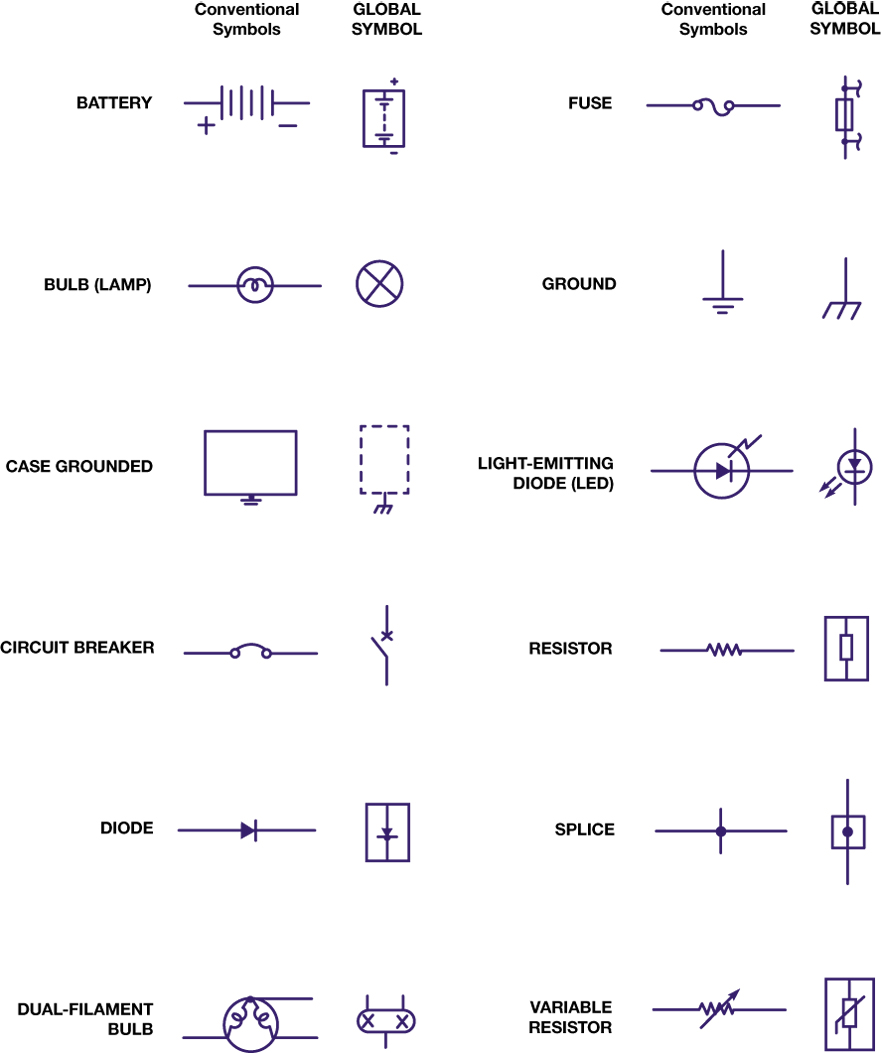 Conventional
Symbols
GLOBAL
SYMBOL
Conventional
Symbols
GLOBAL
SYMBOL
BATTERY
+
−
+
-
FUSE
BULB (LAMP)
GROUND
CASE GROUNDED
LIGHT-EMITTING
DIODE (LED)
CIRCUIT BREAKER
RESISTOR
DIODE
SPLICE
DUAL-FILAMENT
BULB
VARIABLE
RESISTOR